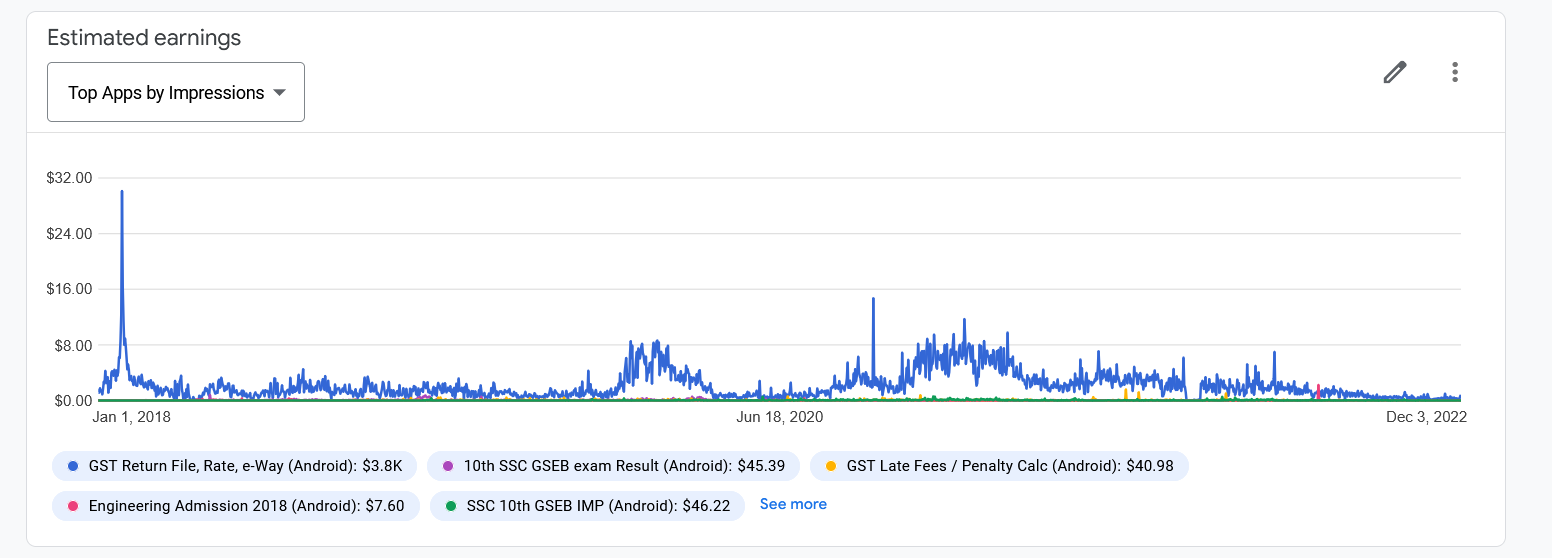 Estimated earnings
Top Apps by Impressions
$32.00
$24.00
$16.00
$8.00
$0.00
Jan 1, 2018 Jun 18, 2020 Dec 3, 2022
GST Return File, Rate, e-Way (Android): $3.8K 10th SSC GSEB exam Result (Android): $45.39 GST Late Fees / Penalty Calc (Android): $40.98
Engineering Admission 2018 (Android): $7.60 SSC 10th GSEB IMP (Android): $46.22 See more